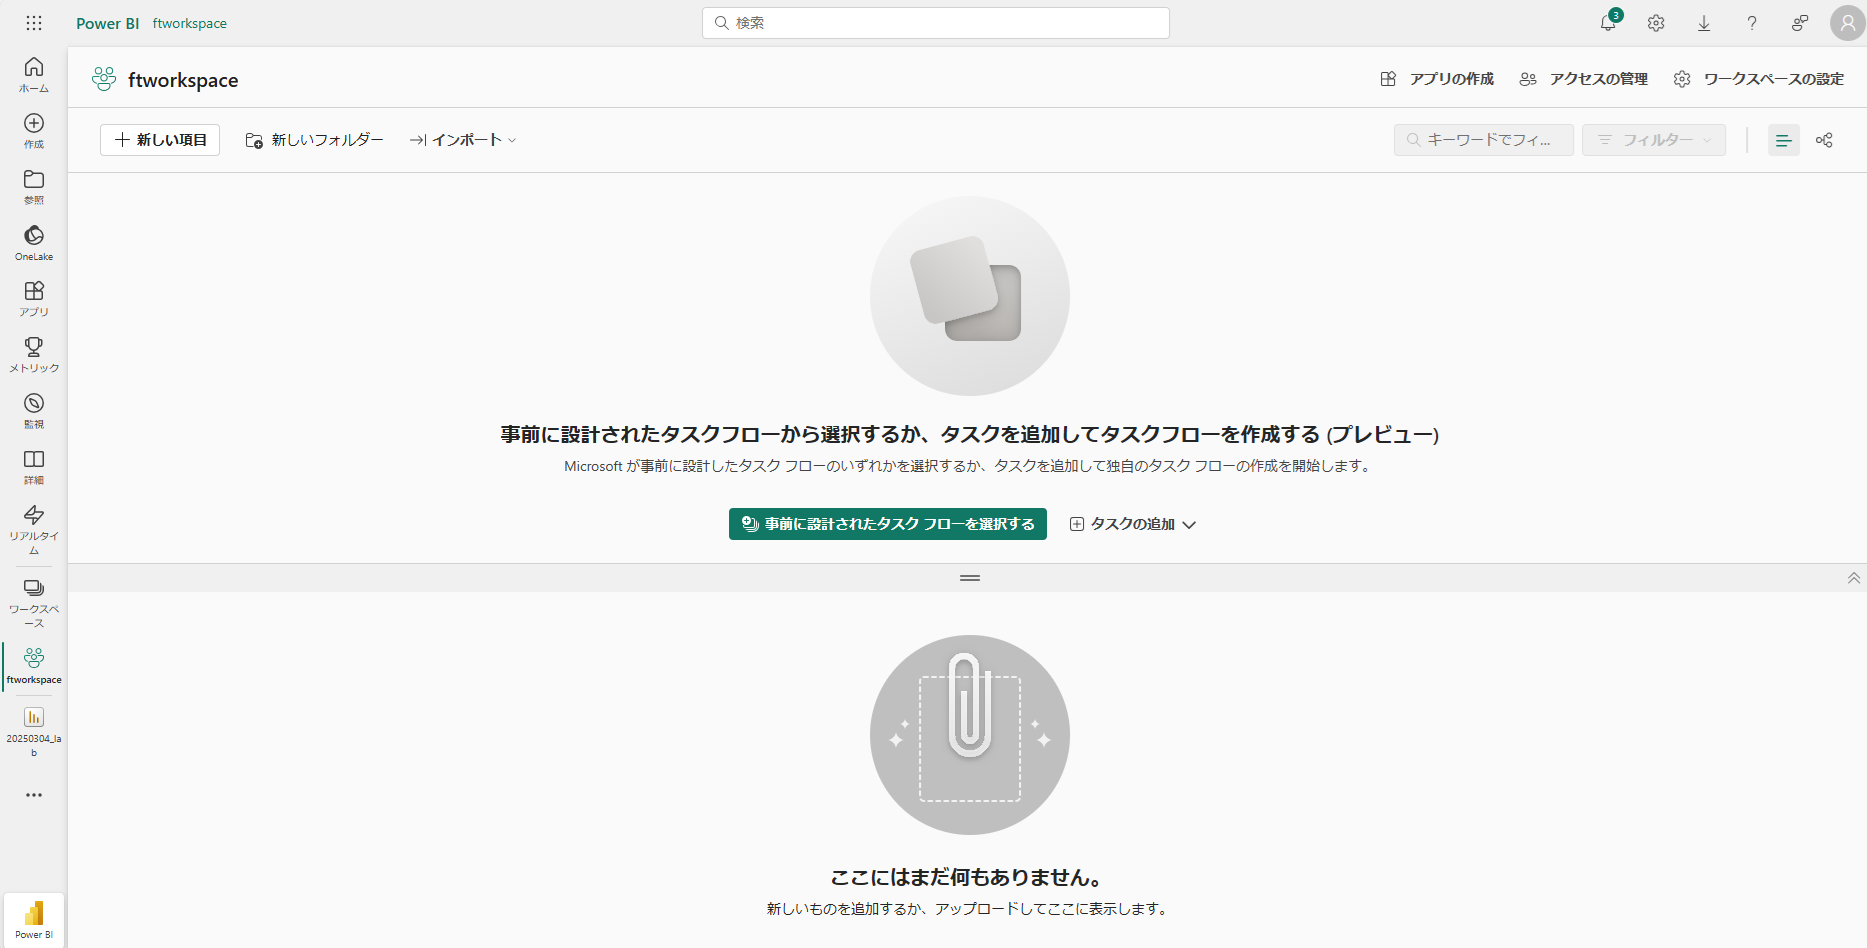 Power BI ftworkspace
検索
3
ホーム
作成
参照
OneLake
アプリ
メトリック
監視
詳細
リアルタイ
ム
ワークスペ
ース
ftworkspace
20250304_la
b
Power BI
ftworkspace
アプリの作成 アクセスの管理 ワークスペースの設定
新しい項目 新しいフォルダー インポート キーワードでフィ... フィルター
事前に設計されたタスクフローから選択するか、タスクを追加してタスクフローを作成する (プレビュー)
Microsoft が事前に設計したタスク フローのいずれかを選択するか、タスクを追加して独自のタスク フローの作成を開始します。
事前に設計されたタスク フローを選択する タスクの追加
ここにはまだ何もありません。
新しいものを追加するか、アップロードしてここに表示します。